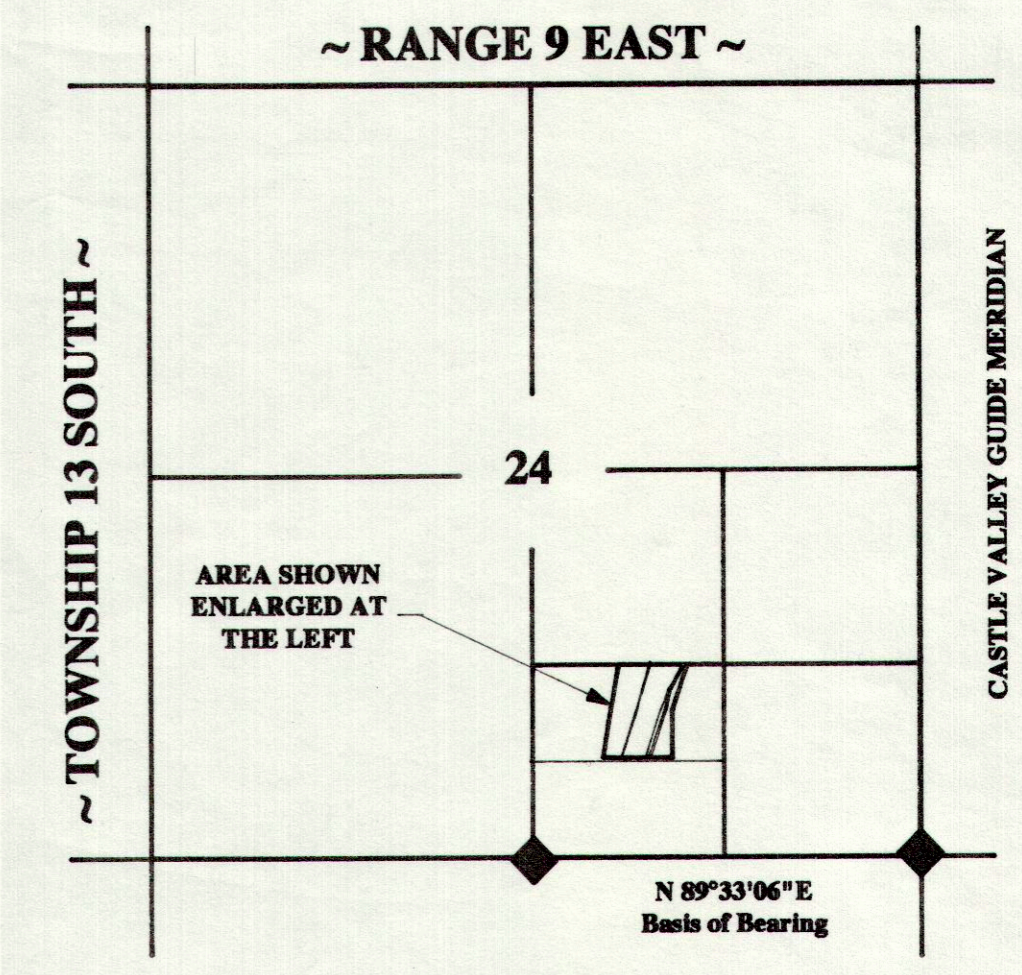 ~ RANGE 9 EAST ~
~ TOWNSHIP 13 SOUTH ~
CASTLE VALLEY GUIDE MERIDIAN
24
AREA SHOWN
ENLARGED AT
THE LEFT
N 89°33'06"E
Basis of Bearing